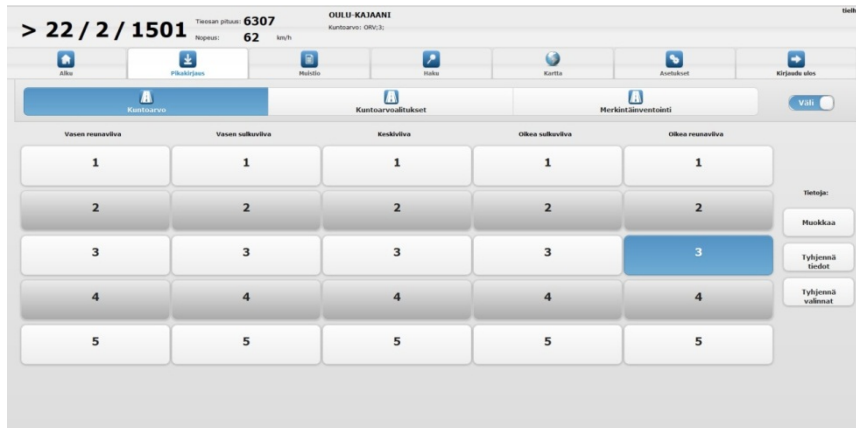 > 22 / 2 / 1501
Tieosan pituus: 6307
Nopeus: 62 km/h
OULU-KAJAANI
Kuntoarvo: ORV;3;
tielh
Alku
Pikakirjaus
Muistio
Haku
Kartta
Asetukset
Kirjaudu ulos
Kuntoarvo
Kuntoarvoalitukset
Merkintäinventointi
Väli
Vasen reunaviiva
Vasen sulkuviiva
Keskiviiva
Oikea sulkuviiva
Oikea reunaviiva
1 1 1 1 1
2 2 2 2 2
3 3 3 3 3
4 4 4 4 4
5 5 5 5 5
Tietoja:
Muokkaa
Tyhjennä
tiedot
Tyhjennä
valinnat